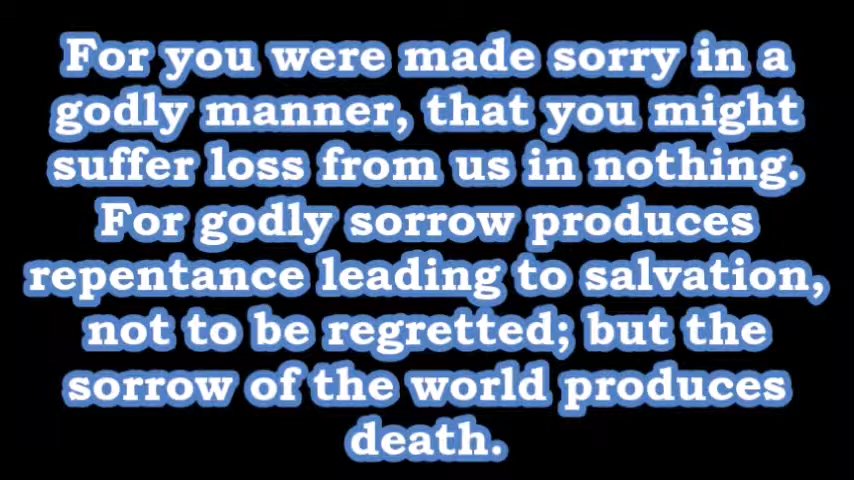 For you were made sorry in a
godly manner, that you might
suffer loss from us in nothing.
For godly sorrow produces
repentance leading to salvation,
not to be regretted; but the
sorrow of the world produces
death.